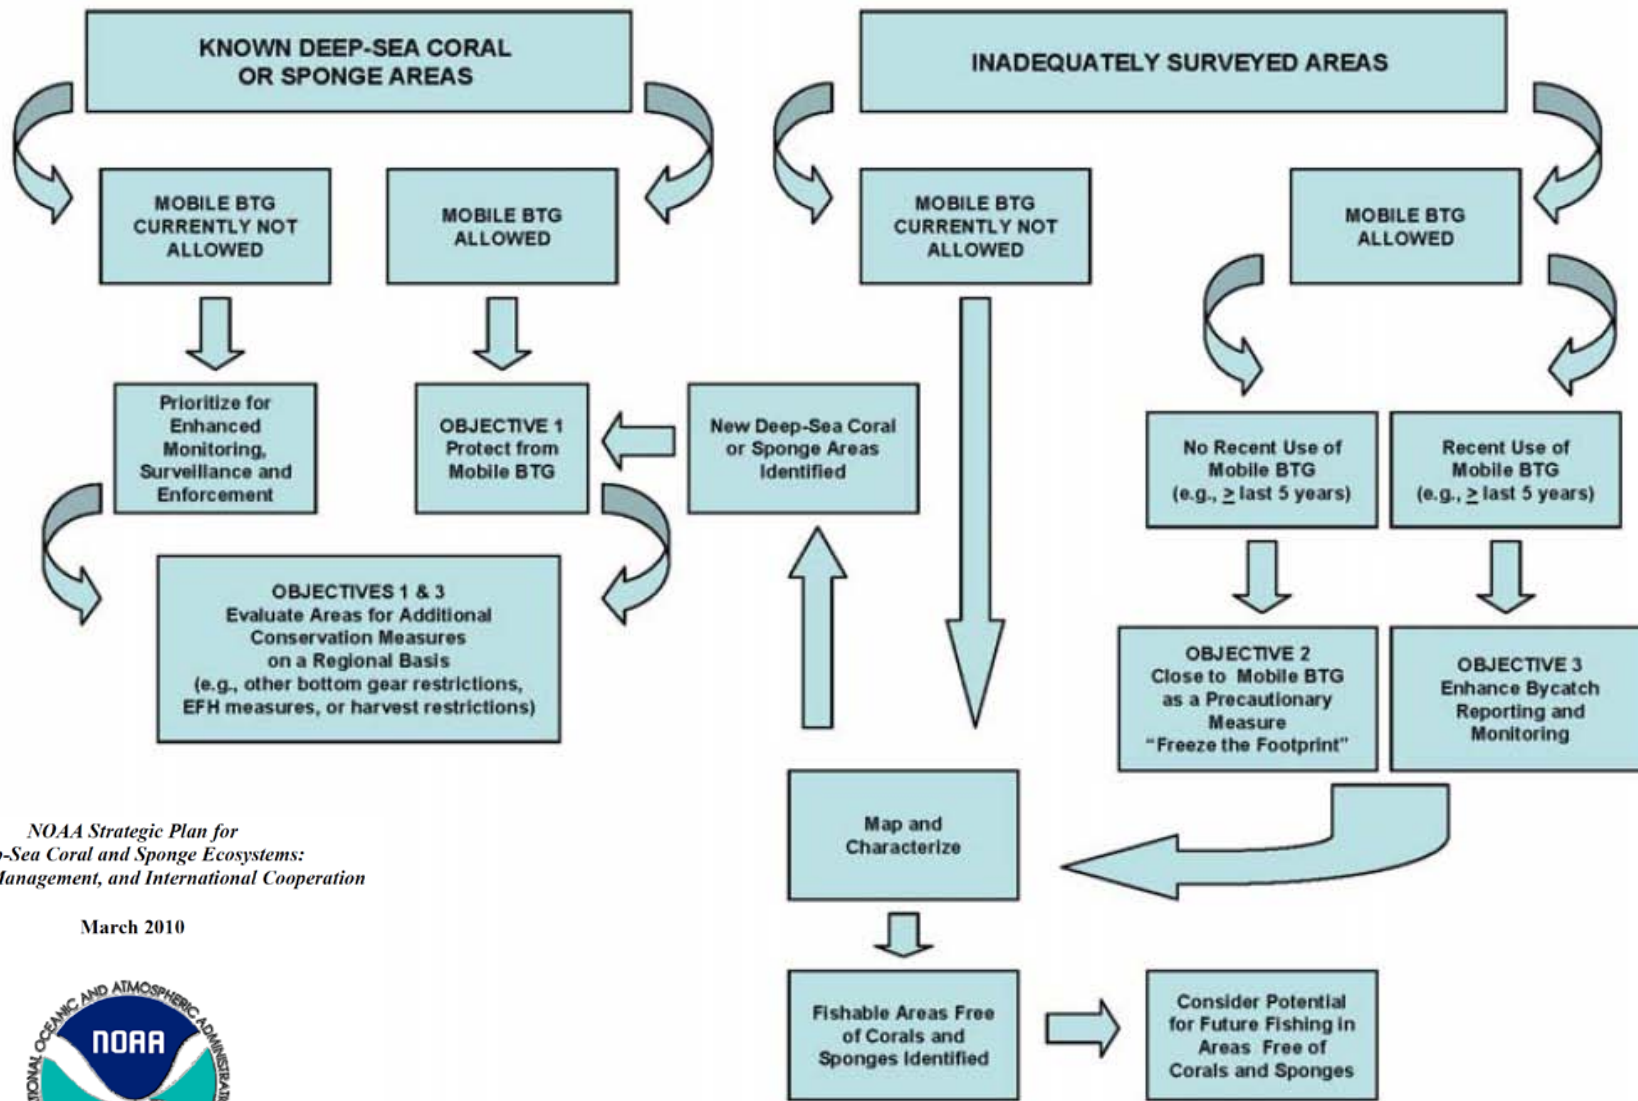 KNOWN DEEP-SEA CORAL
OR SPONGE AREAS
INADEQUATELY SURVEYED AREAS
MOBILE BTG
CURRENTLY NOT
ALLOWED
MOBILE BTG
ALLOWED
MOBILE BTG
CURRENTLY NOT
ALLOWED
MOBILE BTG
ALLOWED
Prioritize for
Enhanced
Monitoring,
Surveillance and
Enforcement
OBJECTIVE 1
Protect from
Mobile BTG
New Deep-Sea Coral
or Sponge Areas
Identified
No Recent Use of
Mobile BTG
(e.g., ≥ last 5 years)
Recent Use of
Mobile BTG
(e.g., ≥ last 5 years)
OBJECTIVES 1 & 3
Evaluate Areas for Additional
Conservation Measures
on a Regional Basis
(e.g., other bottom gear restrictions,
EFH measures, or harvest restrictions)
OBJECTIVE 2
Close to Mobile BTG
as a Precautionary
Measure
“Freeze the Footprint”
OBJECTIVE 3
Enhance Bycatch
Reporting and
Monitoring
Map and
Characterize
Fishable Areas Free
of Corals and
Sponges Identified
Consider Potential
for Future Fishing in
Areas Free of
Corals and Sponges
NOAA Strategic Plan for
-Sea Coral and Sponge Ecosystems:
Management, and International Cooperation
March 2010
OCEANIC AND ATMOSPHERIC
NOAA